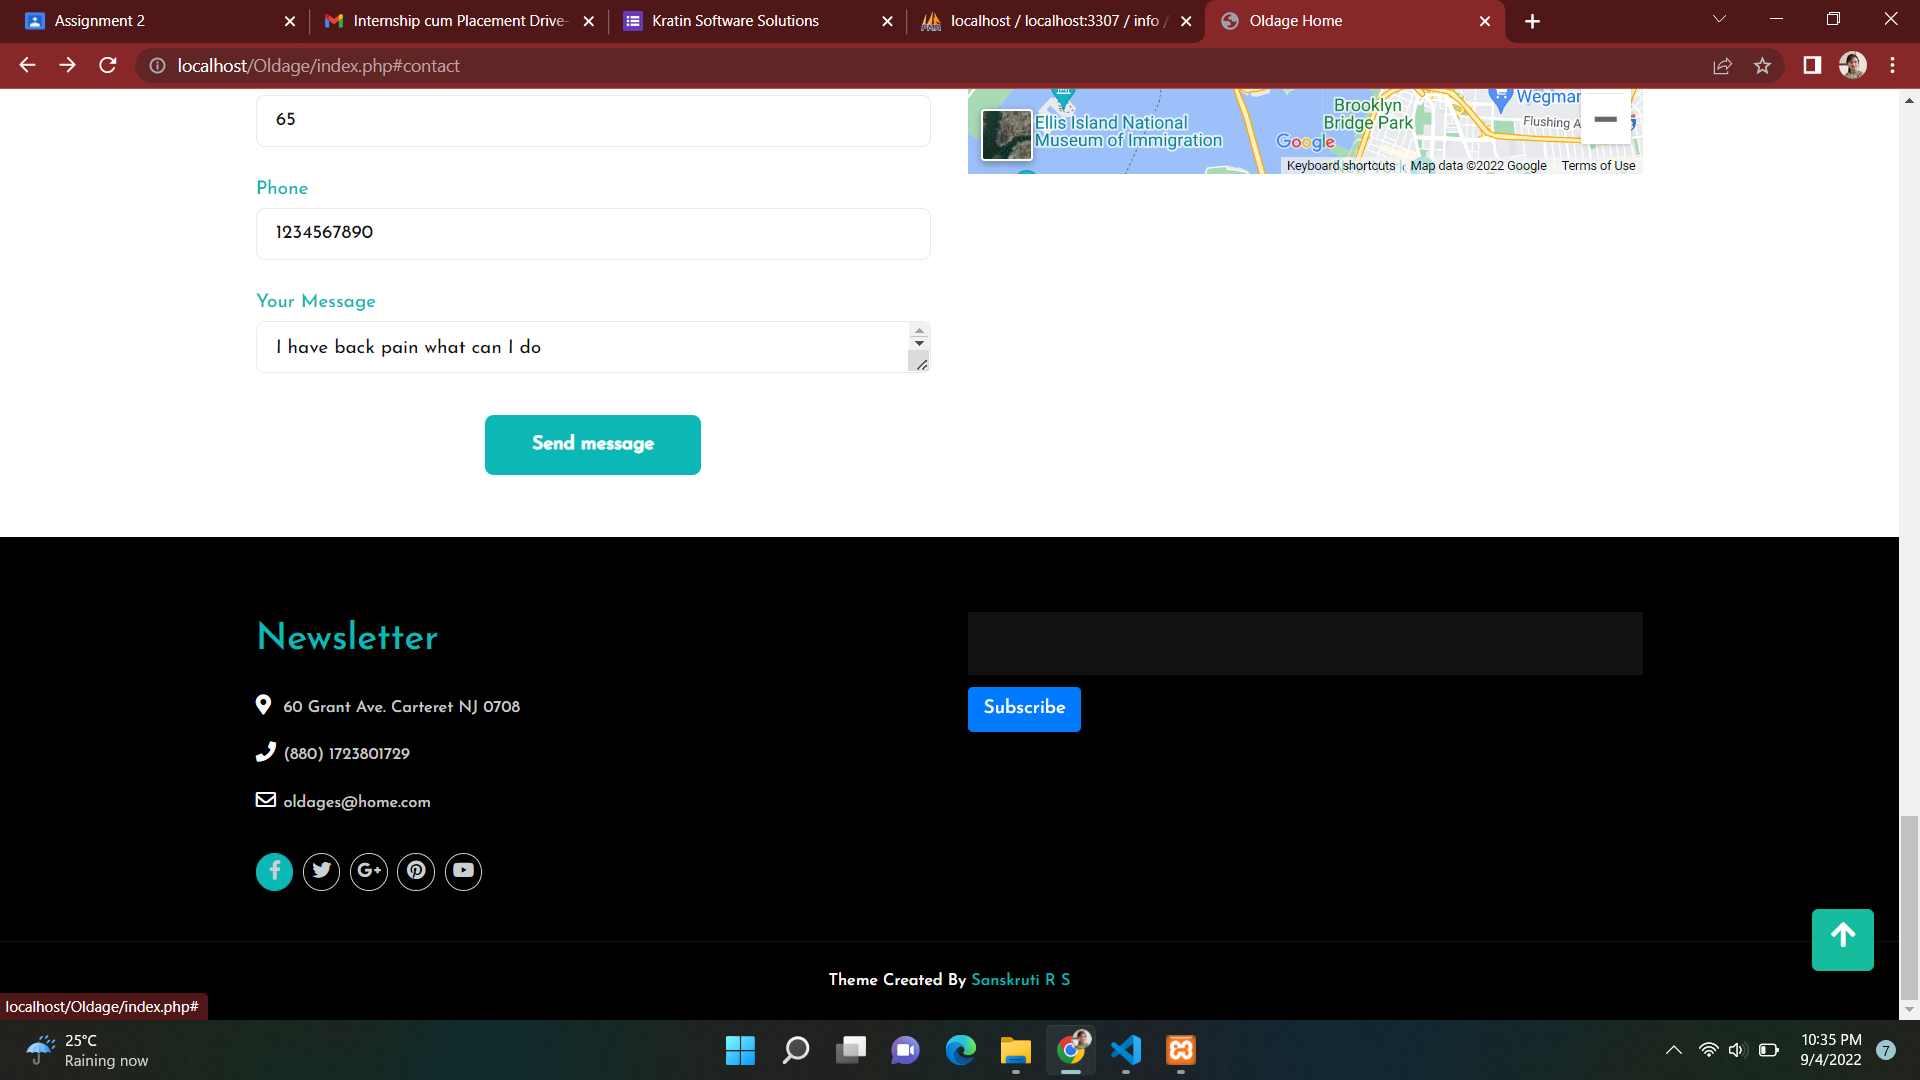 Assignment 2
Internship cum Placement Drive-
Kratin Software Solutions
localhost / localhost:3307 / info /
Oldage Home
localhost/Oldage/index.php#contact
65
Phone
1234567890
Your Message
I have back pain what can I do
Send message
Ellis Island National
Museum of Immigration
Brooklyn
Bridge Park
Wegmar
Flushing A
Google
Keyboard shortcuts
Map data ©2022 Google
Terms of Use
Newsletter
60 Grant Ave. Carteret NJ 0708
(880) 1723801729
oldages@home.com
G+
Subscribe
Theme Created By Sanskruti R S
localhost/Oldage/index.php#
25°C
Raining now
10:35 PM
9/4/2022
7